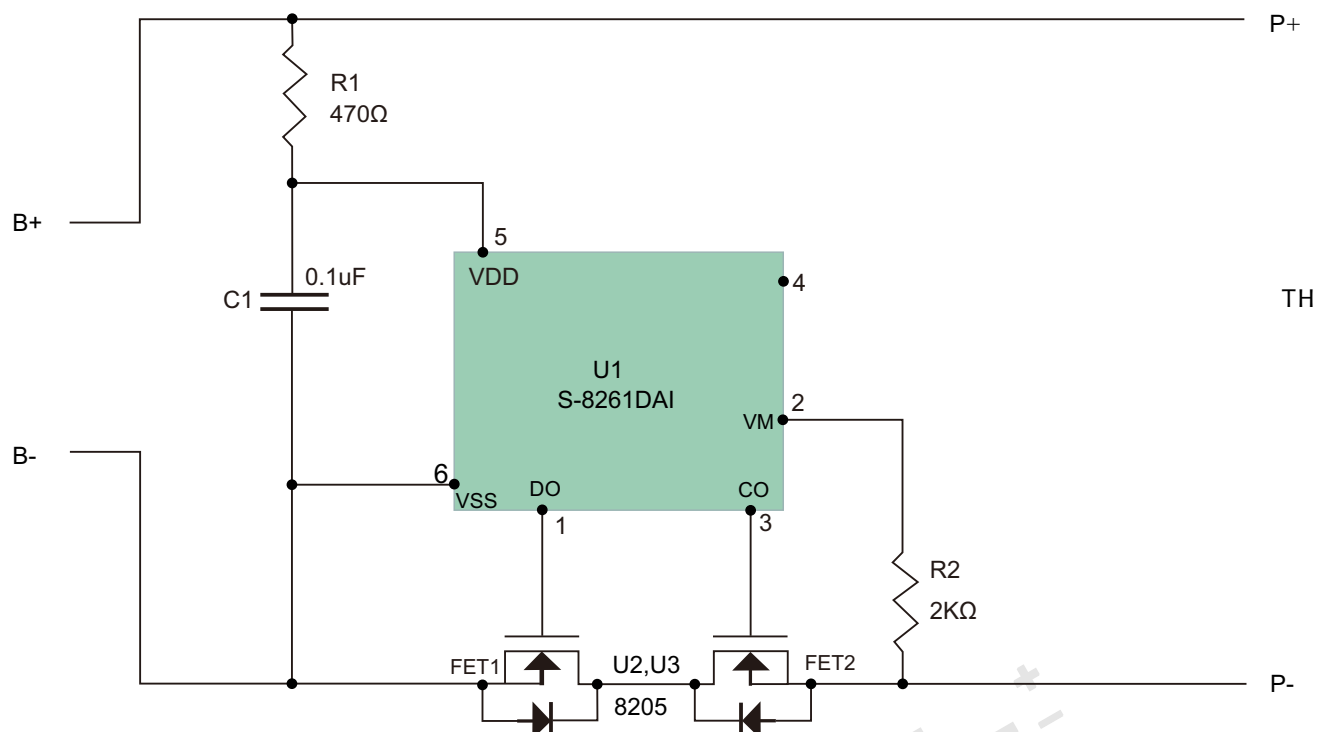 P+
R1
470Ω
B+
5
VDD
0.1uF
C1
4
TH
U1
S-8261DAI
2
VM
B-
6
VSS
DO
CO
1
3
R2
2KΩ
FET1
U2,U3
FET2
8205
P-